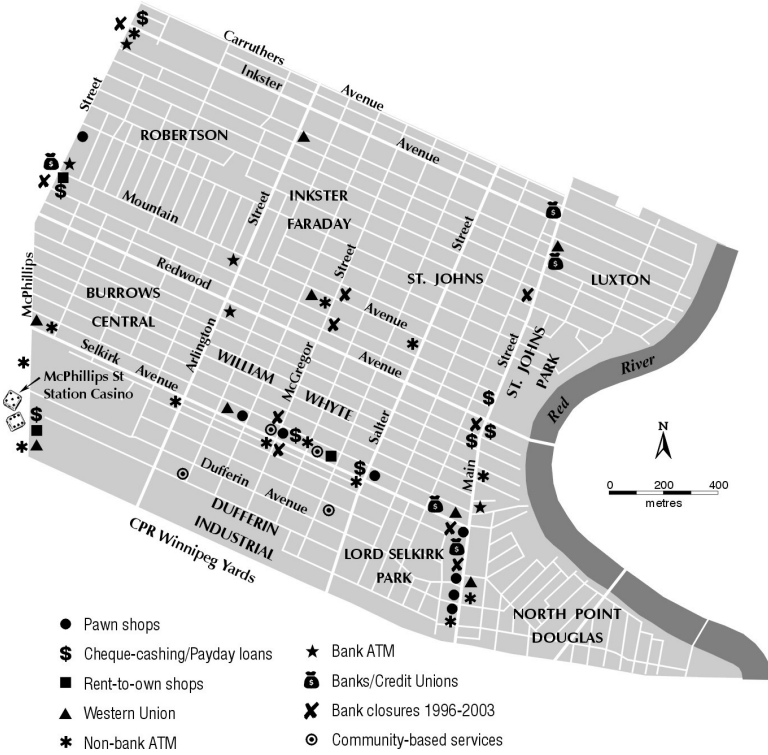 Carruthers
Avenue
Inkster
Avenue
Street
ROBERTSON
INKSTER
FARADAY
Mountain
Street
Street
Street
ST. JOHNS
LUXTON
McPhillips
Redwood
Avenue
BURROWS
CENTRAL
Arlington
Selkirk
Avenue
Avenue
WILLIAM
WHYTE
McGregor
Street
ST. JOHNS
PARK
River
Red
McPhillips St
Station Casino
Salter
Main
N
0 200 400
metres
Dufferin
Avenue
DUFFERIN
INDUSTRIAL
CPR Winnipeg Yards
LORD SELKIRK
PARK
NORTH POINT
DOUGLAS
Pawn shops
$ Cheque-cashing/Payday loans
Rent-to-own shops
Western Union
Non-bank ATM
Bank ATM
Banks/Credit Unions
Bank closures 1996-2003
Community-based services